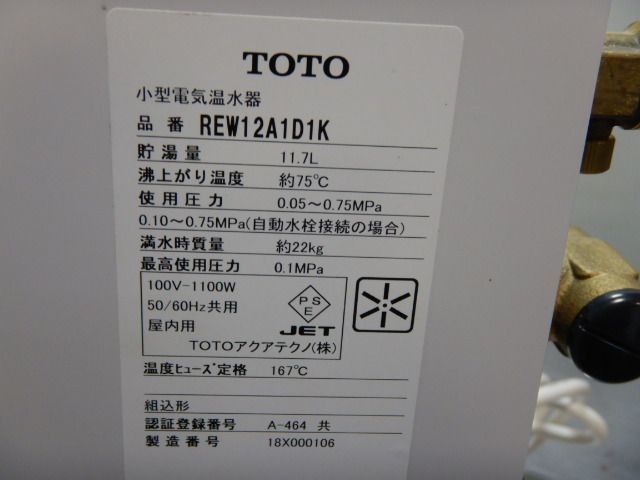 TOTO
小型電気温水器
品番 REW12A1D1K
貯湯量 11.7L
沸上がり温度 約75℃
使用圧力 0.05～0.75MPa
0.10～0.75MPa(自動水栓接続の場合)
満水時質量 約22kg
最高使用圧力 0.1MPa
100V-1100W
50/60Hz共用
屋内用
PS
E
JET
TOTOアクアテクノ(株)
温度ヒューズ定格 167℃
組込形
認証登録番号 A-464 共
製造番号 18X000106